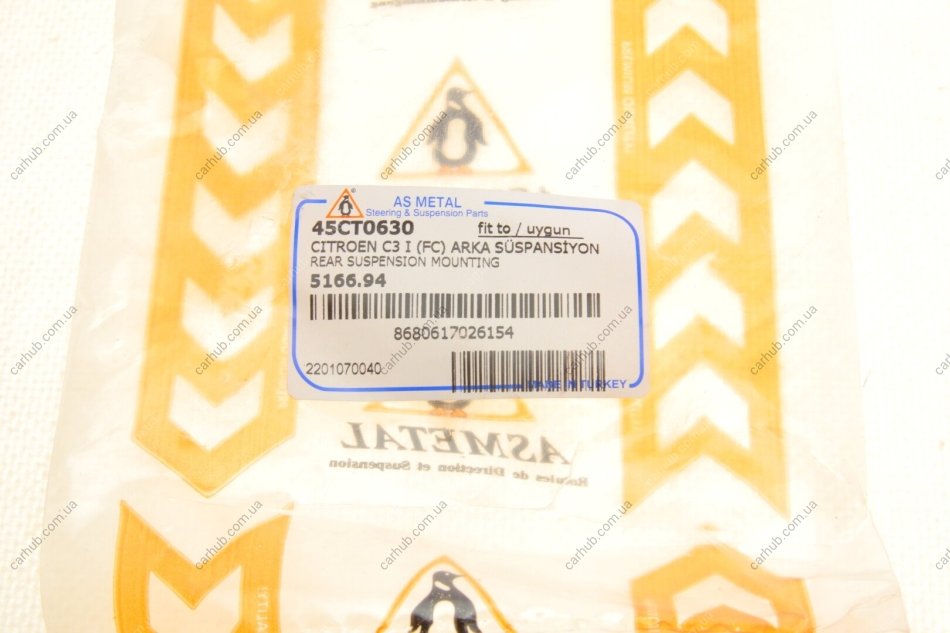 AS METAL
Steering & Suspension Parts
45CT0630 fit to / uygun
CITROEN C3 I (FC) ARKA SÜSPANSİYON
REAR SUSPENSION MOUNTING
5166.94
8680617026154
2201070040
MADE IN TURKEY
ASMETAL
Rotules de Direction et Suspension
carhub.com.ua